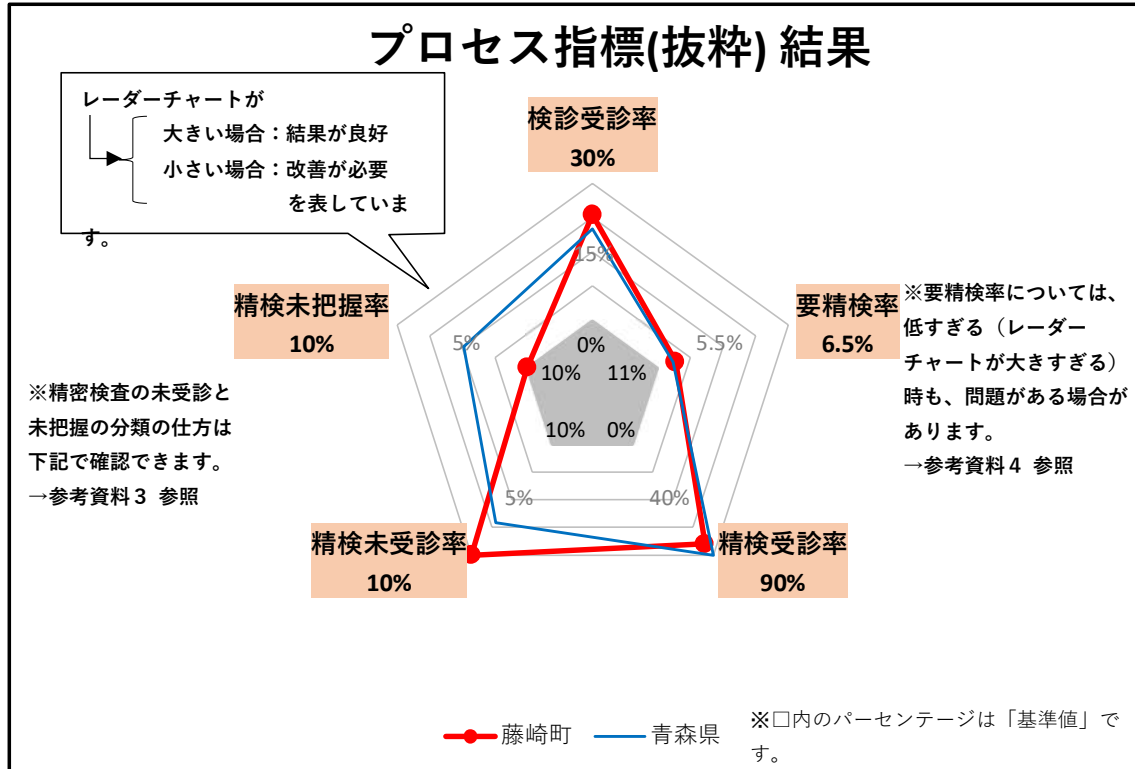 プロセス指標(抜粋) 結果
レーダーチャートが
大きい場合：結果が良好
小さい場合：改善が必要
を表していま
す。
検診受診率
30%
15%
精検未把握率
10%
5%
5.5%
要精検率
6.5%
※要精検率については、
低すぎる（レーダー
チャートが大きすぎる）
時も、問題がある場合が
あります。
→参考資料４ 参照
0%
10%
11%
10%
0%
※精密検査の未受診と
未把握の分類の仕方は
下記で確認できます。
→参考資料３ 参照
5%
40%
精検未受診率
10%
精検受診率
90%
藤崎町
青森県
※□内のパーセンテージは「基準値」で
す。